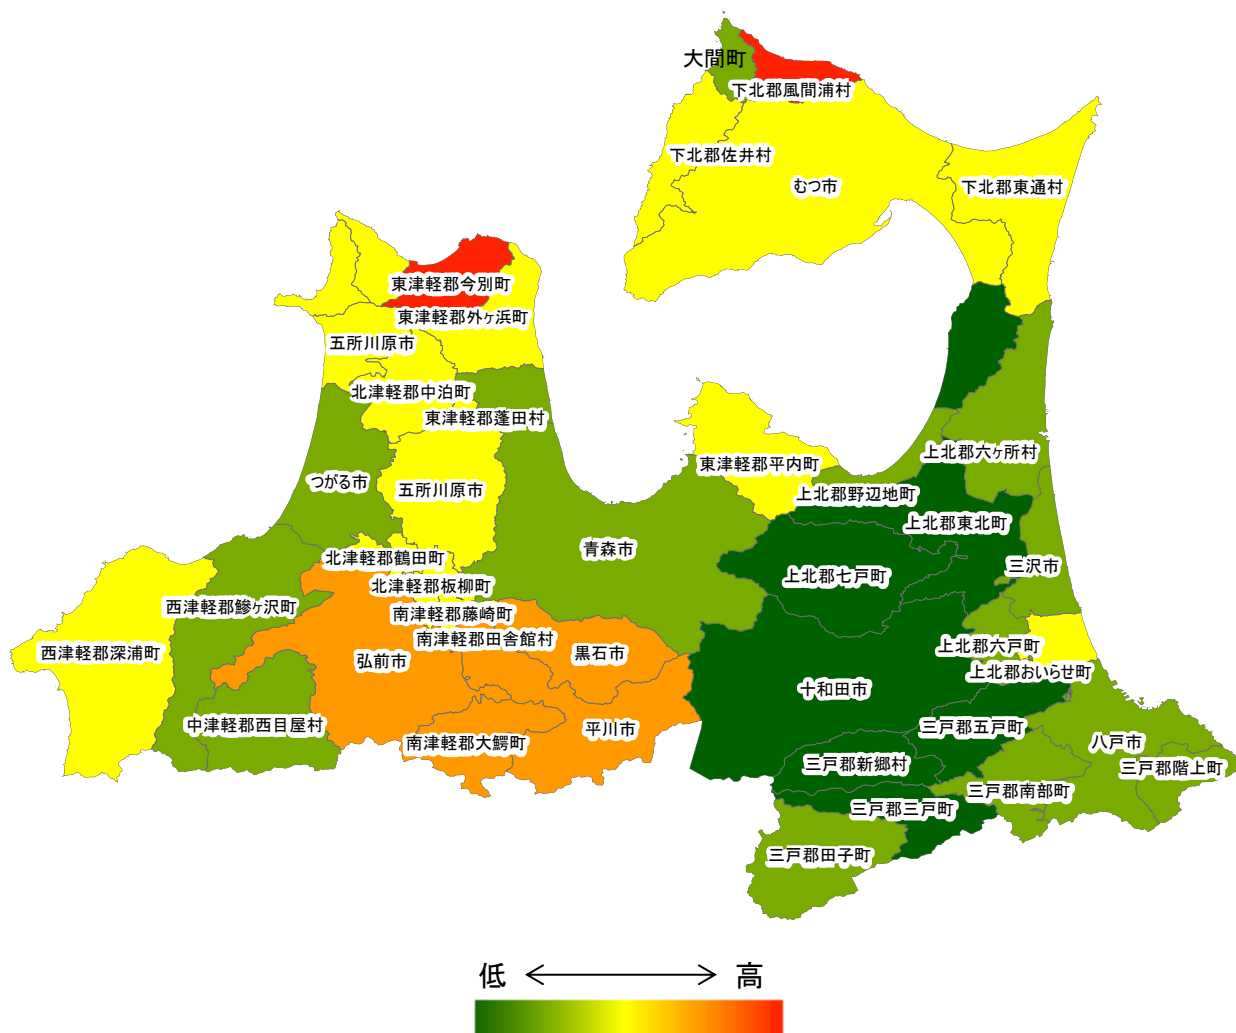 大間町
下北郡風間浦村
下北郡佐井村
むつ市
下北郡東通村
東津軽郡今別町
東津軽郡外ヶ浜町
五所川原市
北津軽郡中泊町
東津軽郡蓬田村
上北郡六ヶ所村
東津軽郡平内町
つがる市
五所川原市
上北郡野辺地町
上北郡東北町
青森市
北津軽郡鶴田町
三沢市
上北郡七戸町
北津軽郡板柳町
西津軽郡鰺ヶ沢町
南津軽郡藤崎町
南津軽郡田舎館村
上北郡六戸町
西津軽郡深浦町
弘前市
黒石市
上北郡おいらせ町
十和田市
中津軽郡西目屋村
平川市
三戸郡五戸町
南津軽郡大鰐町
八戸市
三戸郡新郷村
三戸郡階上町
三戸郡南部町
三戸郡三戸町
三戸郡田子町
低 高